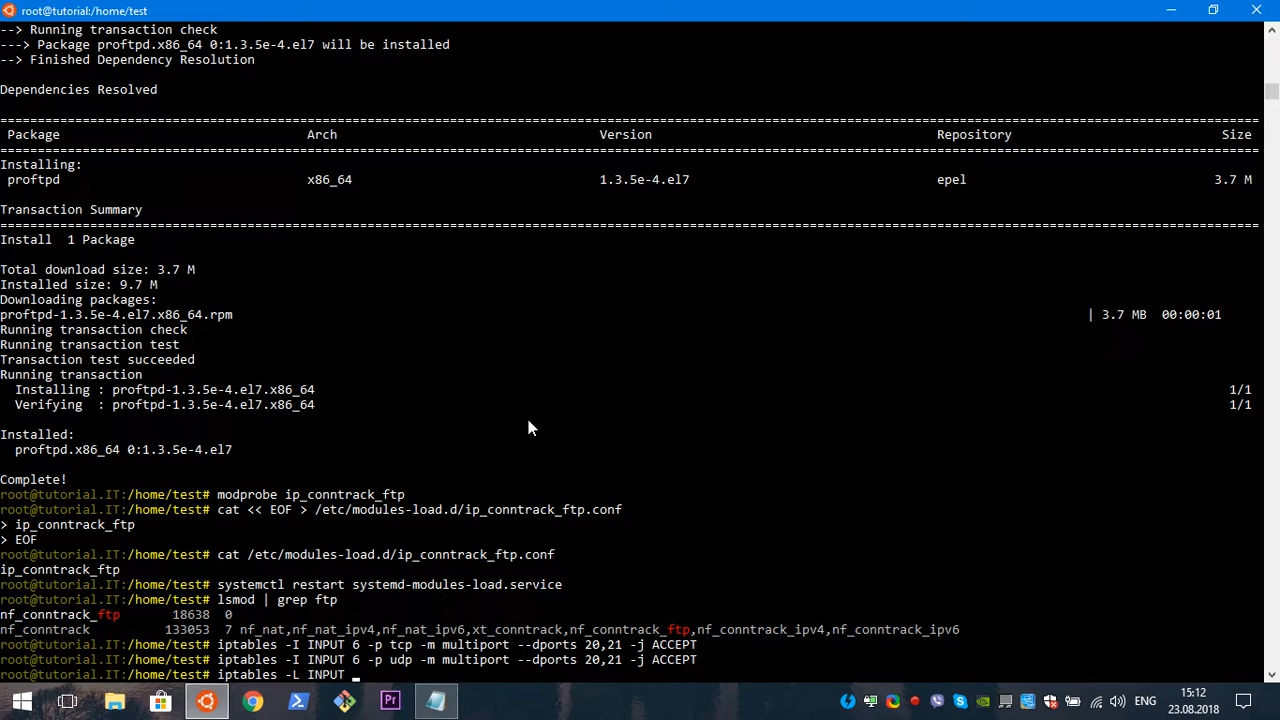 root@tutorial:/home/test
--> Running transaction check
---> Package proftpd.x86_64 0:1.3.5e-4.el7 will be installed
--> Finished Dependency Resolution
Dependencies Resolved
================================================================================
Package Arch Version Repository Size
================================================================================
Installing:
proftpd x86_64 1.3.5e-4.el7 epel 3.7 M
Transaction Summary
================================================================================
Install  1 Package
Total download size: 3.7 M
Installed size: 9.7 M
Downloading packages:
proftpd-1.3.5e-4.el7.x86_64.rpm | 3.7 MB  00:00:01
Running transaction check
Running transaction test
Transaction test succeeded
Running transaction
  Installing : proftpd-1.3.5e-4.el7.x86_64 1/1
  Verifying  : proftpd-1.3.5e-4.el7.x86_64 1/1
Installed:
  proftpd.x86_64 0:1.3.5e-4.el7
Complete!
root@tutorial.IT:/home/test# modprobe ip_conntrack_ftp
root@tutorial.IT:/home/test# cat << EOF > /etc/modules-load.d/ip_conntrack_ftp.conf
> ip_conntrack_ftp
> EOF
root@tutorial.IT:/home/test# cat /etc/modules-load.d/ip_conntrack_ftp.conf
ip_conntrack_ftp
root@tutorial.IT:/home/test# systemctl restart systemd-modules-load.service
root@tutorial.IT:/home/test# lsmod | grep ftp
nf_conntrack_ftp       18638  0
nf_conntrack          133053  7 nf_nat,nf_nat_ipv4,nf_nat_ipv6,xt_conntrack,nf_conntrack_ftp,nf_conntrack_ipv4,nf_conntrack_ipv6
root@tutorial.IT:/home/test# iptables -I INPUT 6 -p tcp -m multiport --dports 20,21 -j ACCEPT
root@tutorial.IT:/home/test# iptables -I INPUT 6 -p udp -m multiport --dports 20,21 -j ACCEPT
root@tutorial.IT:/home/test# iptables -L INPUT
Pr
ENG
15:12
23.08.2018